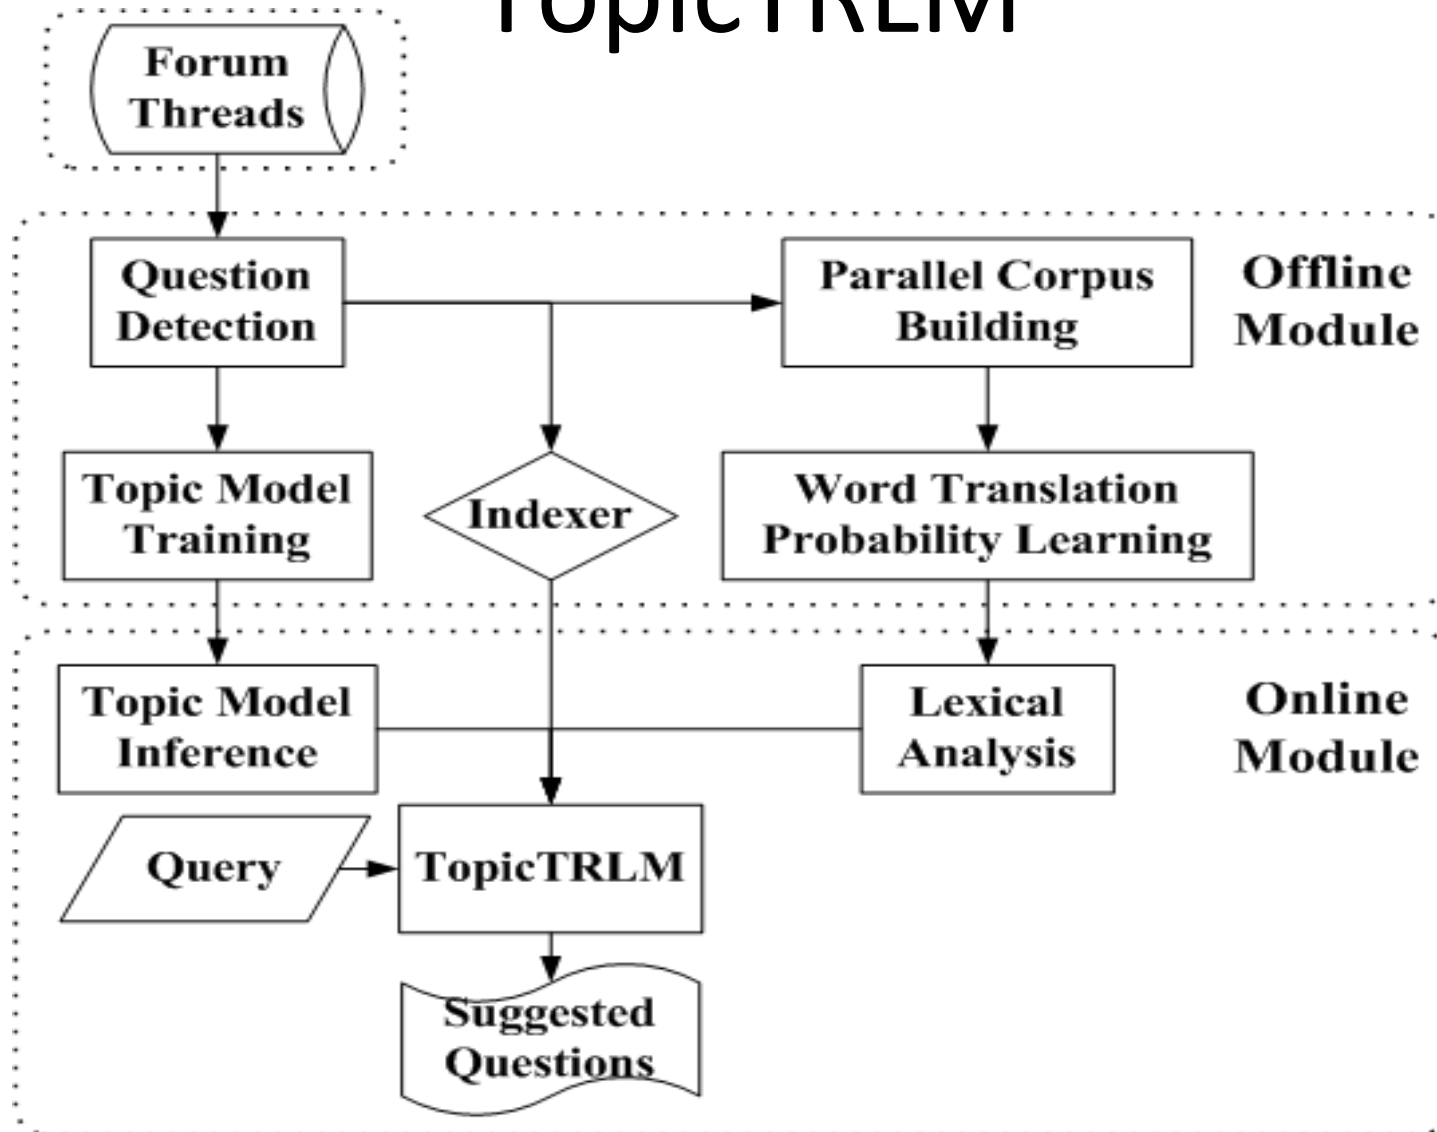 TopicTRLM
Forum
Threads
Question
Detection
Parallel Corpus
Building
Offline
Module
Topic Model
Training
Indexer
Word Translation
Probability Learning
Topic Model
Inference
Lexical
Analysis
Online
Module
Query
TopicTRLM
Suggested
Questions